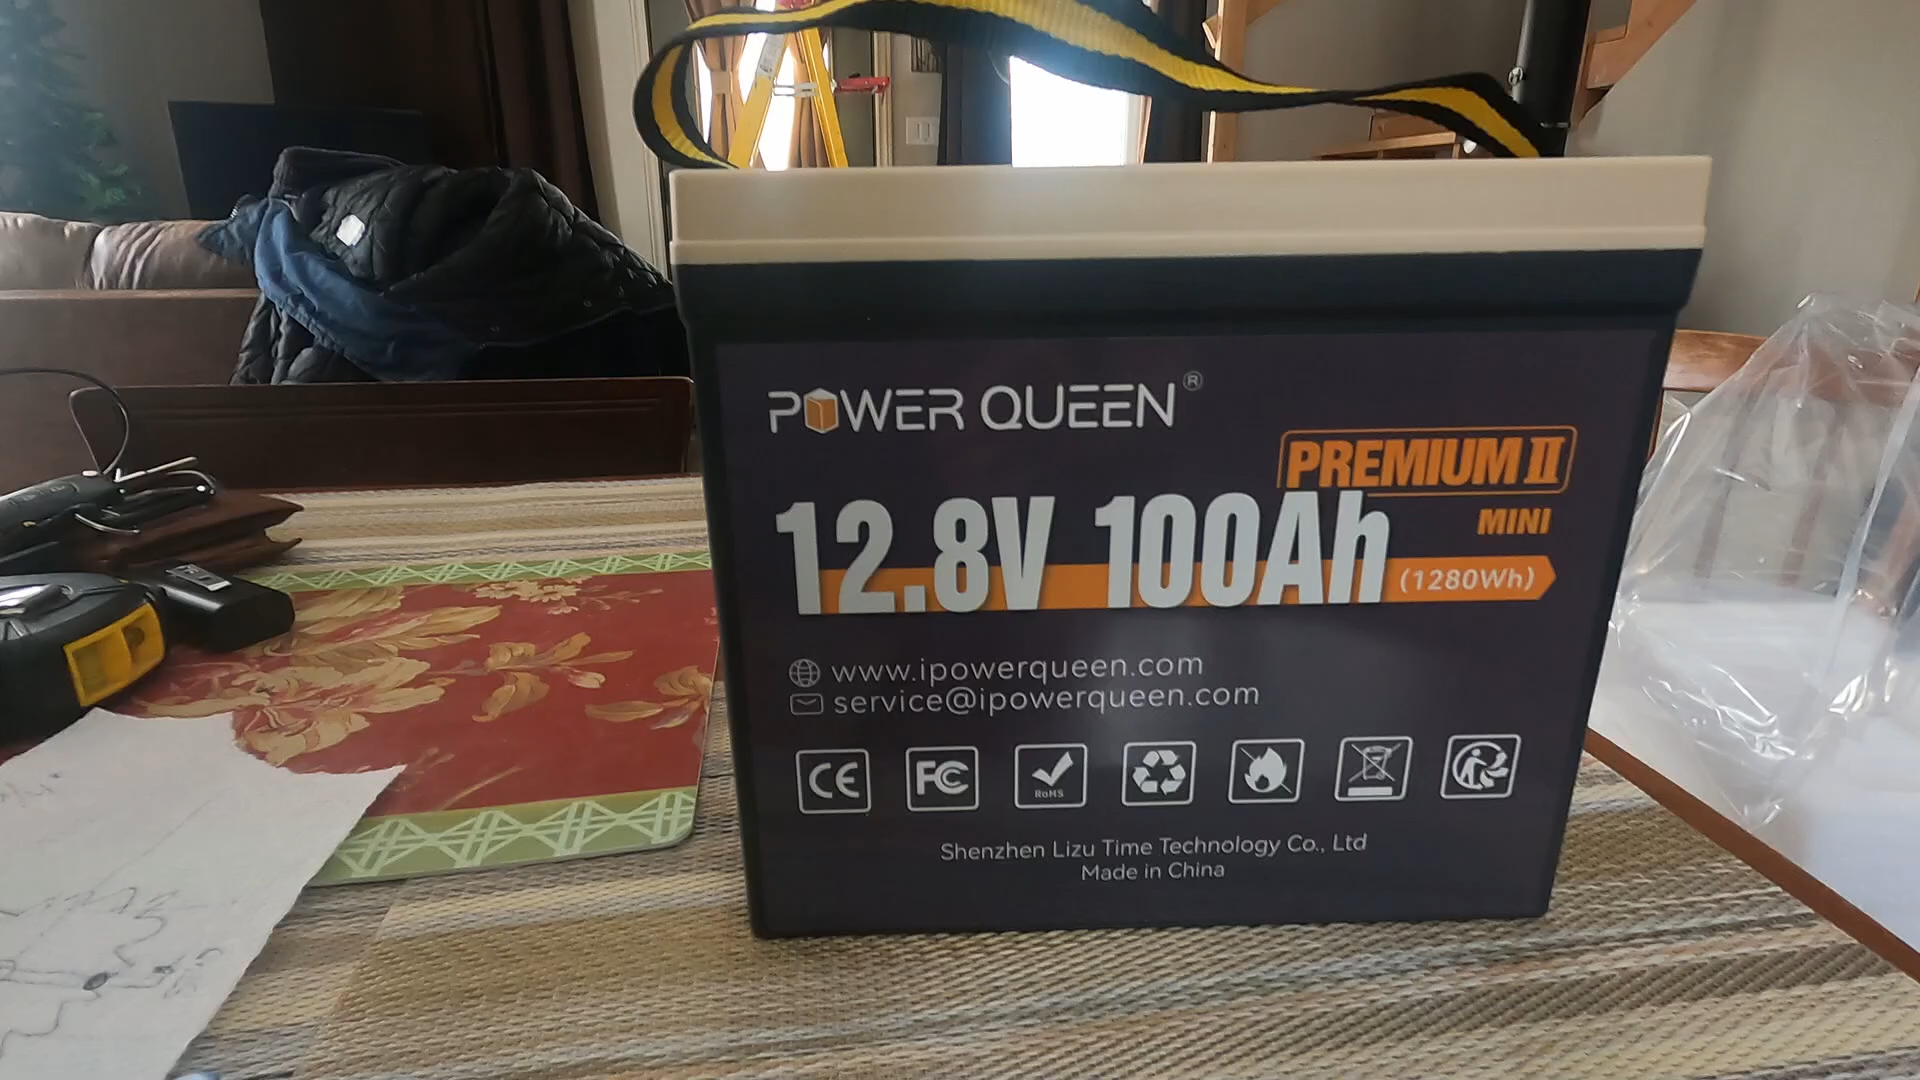 POWER QUEEN®
PREMIUM II
MINI
12.8V 100Ah
(1280Wh)
www.ipowerqueen.com
service@ipowerqueen.com
CE FC RoHS
Shenzhen Lizu Time Technology Co., Ltd
Made in China